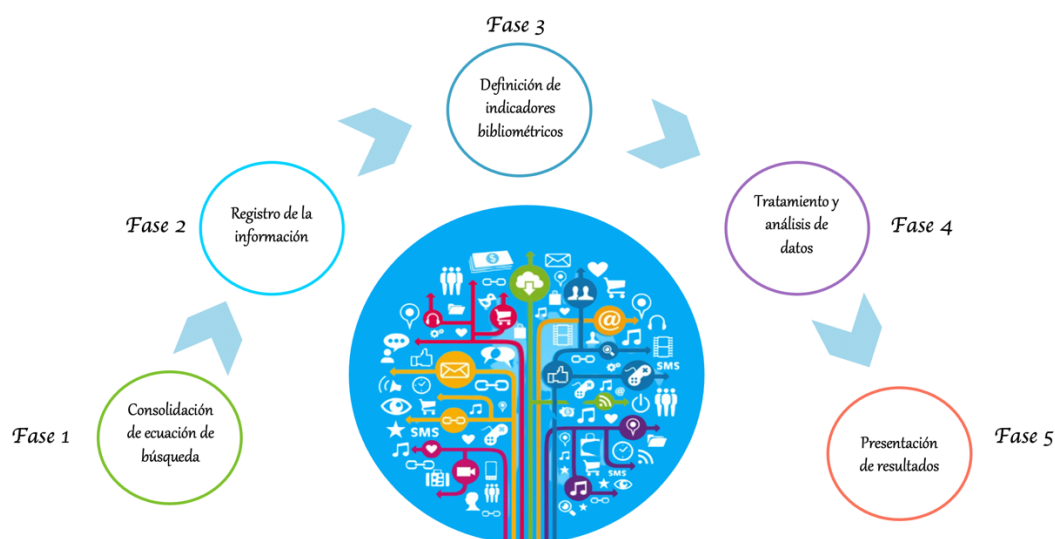 Fase 1
Consolidación
de ecuación de
búsqueda
Fase 2
Registro de la
información
Fase 3
Definición de
indicadores
bibliométricos
Fase 4
Tratamiento y
análisis de
datos
Fase 5
Presentación
de resultados
SMS
SMS
SMS